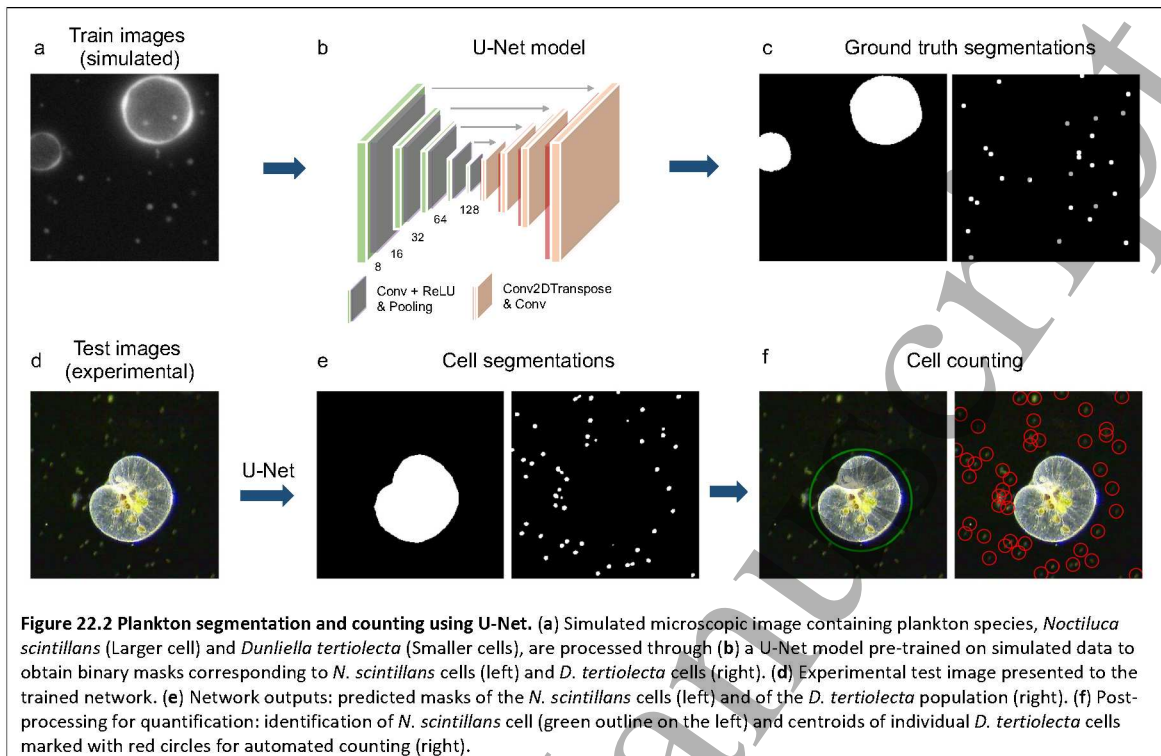 a
Train images
(simulated)
b
U-Net model
c
Ground truth segmentations
8
16
32
64
128
Conv + ReLU
& Pooling
Conv2DTranspose
& Conv
d
Test images
(experimental)
U-Net
e
Cell segmentations
f
Cell counting
Figure 22.2 Plankton segmentation and counting using U-Net. (a) Simulated microscopic image containing plankton species, Noctiluca
scintillans (Larger cell) and Dunliella tertiolecta (Smaller cells), are processed through (b) a U-Net model pre-trained on simulated data to
obtain binary masks corresponding to N. scintillans cells (left) and D. tertiolecta cells (right). (d) Experimental test image presented to the
trained network. (e) Network outputs: predicted masks of the N. scintillans cells (left) and of the D. tertiolecta population (right). (f) Post-
processing for quantification: identification of N. scintillans cell (green outline on the left) and centroids of individual D. tertiolecta cells
marked with red circles for automated counting (right).